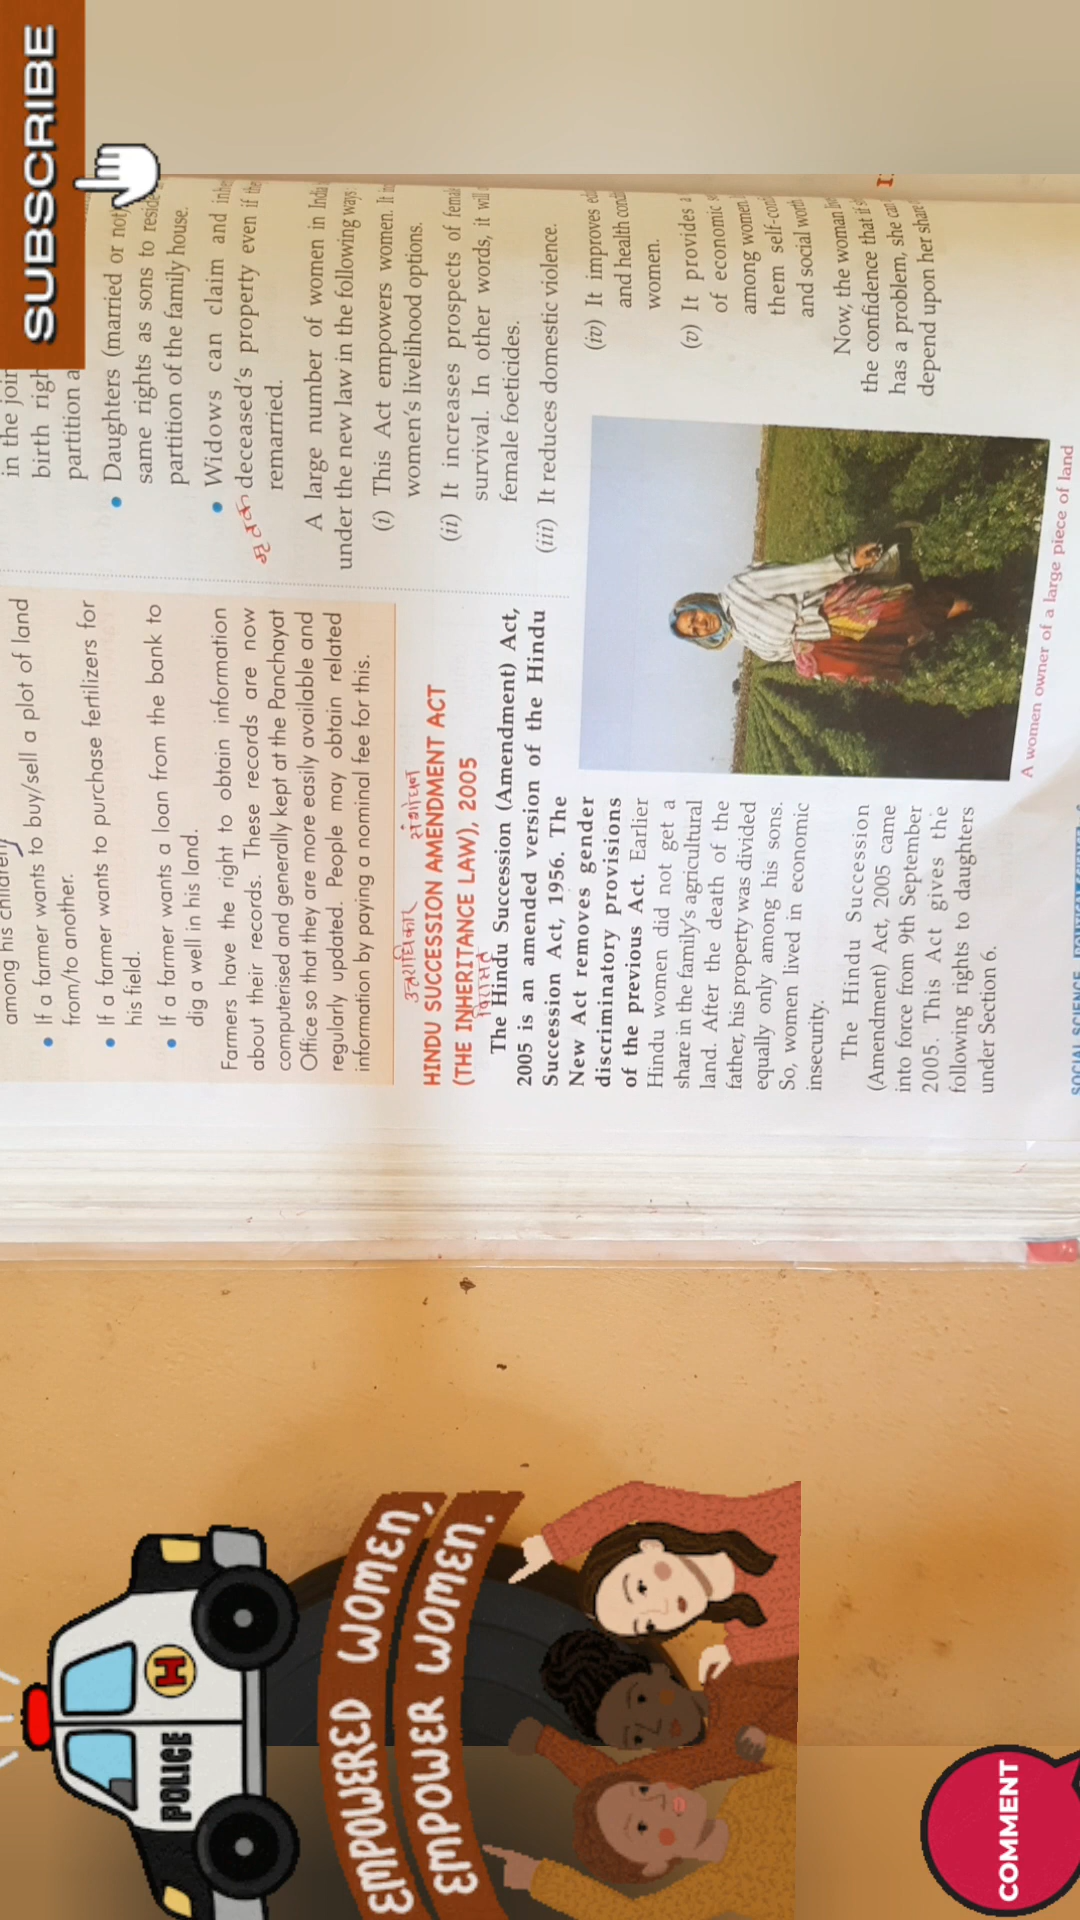 SUBSCRIBE
among his children
• If a farmer wants to buy/sell a plot of land
from/to another.
• If a farmer wants to purchase fertilizers for
his field.
• If a farmer wants a loan from the bank to
dig a well in his land.
Farmers have the right to obtain information
about their records. These records are now
computerised and generally kept at the Panchayat
Office so that they are more easily available and
regularly updated. People may obtain related
information by paying a nominal fee for this.
उत्तराधिकार संशोधन
HINDU SUCCESSION AMENDMENT ACT
(THE INHERITANCE LAW), 2005
विरासत
The Hindu Succession (Amendment) Act,
2005 is an amended version of the Hindu
Succession Act, 1956. The
New Act removes gender
discriminatory provisions
of the previous Act. Earlier
Hindu women did not get a
share in the family's agricultural
land. After the death of the
father, his property was divided
equally only among his sons.
So, women lived in economic
insecurity.
The Hindu Succession
(Amendment) Act, 2005 came
into force from 9th September
2005. This Act gives the
following rights to daughters
under Section 6.
in the
birth
partition
• Daughters (married or not)
same rights as sons to reside
partition of the family house.
• Widows can claim and
मृतक deceased's property even if the
remarried.
A large number of women in
under the new law in the following ways
(i) This Act empowers women. It
women's livelihood options.
(ii) It increases prospects of
survival. In other words, it will
female foeticides.
(iii) It reduces domestic violence.
(iv) It improves
and health
women.
(v) It provides
of economic
among women.
them
and social worth
Now, the woman
the confidence that if
has a problem, she can
depend upon her share
A women owner of a large piece of land
SOCIAL SCIENCE
POLICE
H
EMPOWERED WOMEN,
EMPOWER WOMEN.
COMMENT